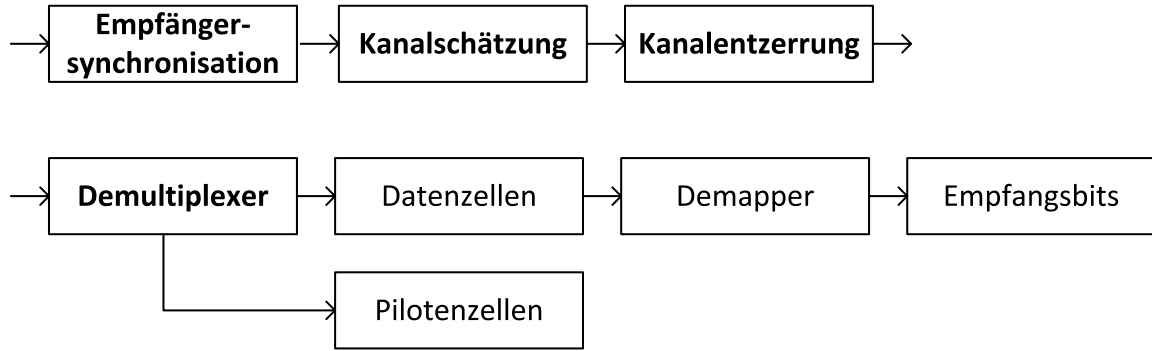 Empfänger-
synchronisation
Kanalschätzung
Kanalentzerrung
Demultiplexer
Datenzellen
Demapper
Empfangsbits
Pilotenzellen